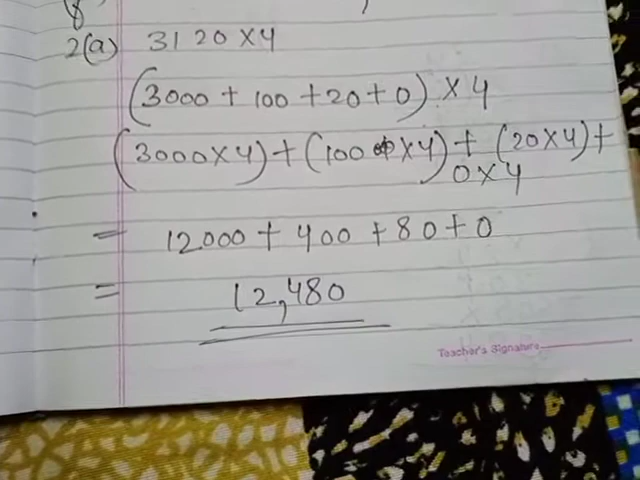 2(a) 3120 × 4
(3000 + 100 + 20 + 0) × 4
(3000 × 4) + (100 × 4) + (20 × 4) +
0 × 4
= 12000 + 400 + 80 + 0
= 12,480
Teacher's Signature